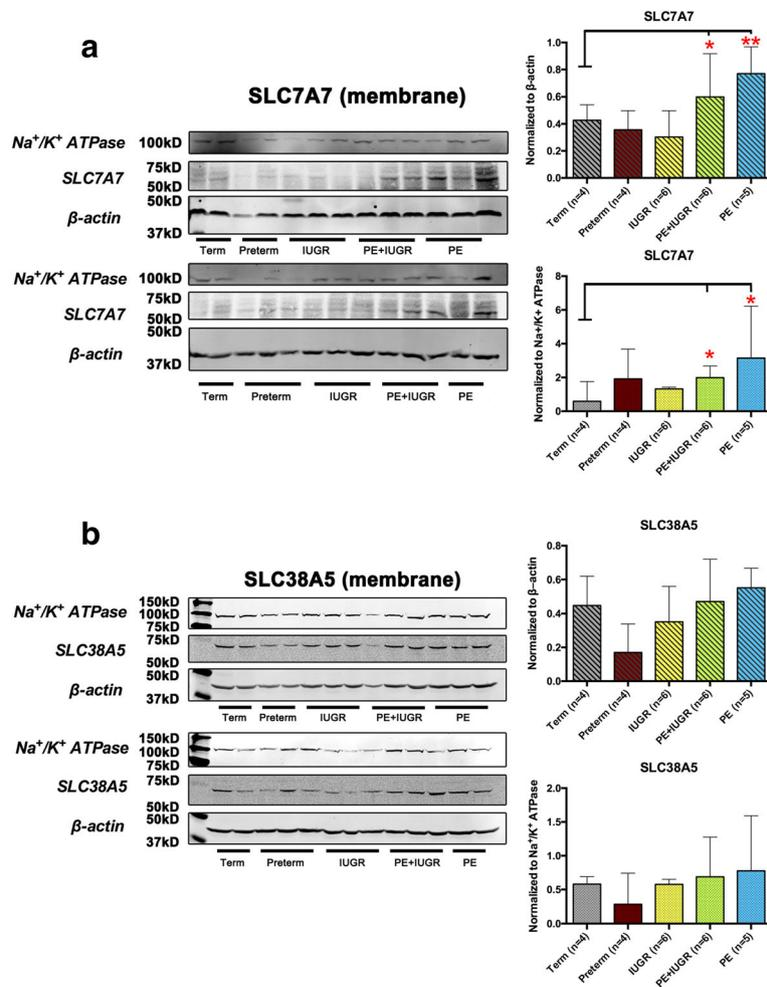 a
SLC7A7 (membrane)
Na⁺/K⁺ ATPase 100kD
SLC7A7 75kD
50kD
β-actin 50kD
37kD
Term Preterm IUGR PE+IUGR PE
Na⁺/K⁺ ATPase 100kD
SLC7A7 75kD
50kD
50kD
β-actin 37kD
Term Preterm IUGR PE+IUGR PE
SLC7A7
Normalized to β-actin
1.0
0.8
0.6
0.4
0.2
0.0
* **
Term (n=4) Preterm (n=4) IUGR (n=6) PE+IUGR (n=6) PE (n=5)
SLC7A7
Normalized to Na+/K+ ATPase
8
6
4
2
0
* *
Term (n=4) Preterm (n=4) IUGR (n=6) PE+IUGR (n=6) PE (n=5)
b
SLC38A5 (membrane)
Na⁺/K⁺ ATPase 150kD
100kD
75kD
SLC38A5 75kD
50kD
β-actin 50kD
37kD
Term Preterm IUGR PE+IUGR PE
Na⁺/K⁺ ATPase 150kD
100kD
75kD
SLC38A5 75kD
50kD
β-actin 50kD
37kD
Term Preterm IUGR PE+IUGR PE
SLC38A5
Normalized to β–actin
0.8
0.6
0.4
0.2
0.0
Term (n=4) Preterm (n=4) IUGR (n=6) PE+IUGR (n=6) PE (n=5)
SLC38A5
Normalized to Na⁺/K⁺ ATPase
2.0
1.5
1.0
0.5
0.0
Term (n=4) Preterm (n=4) IUGR (n=6) PE+IUGR (n=6) PE (n=5)